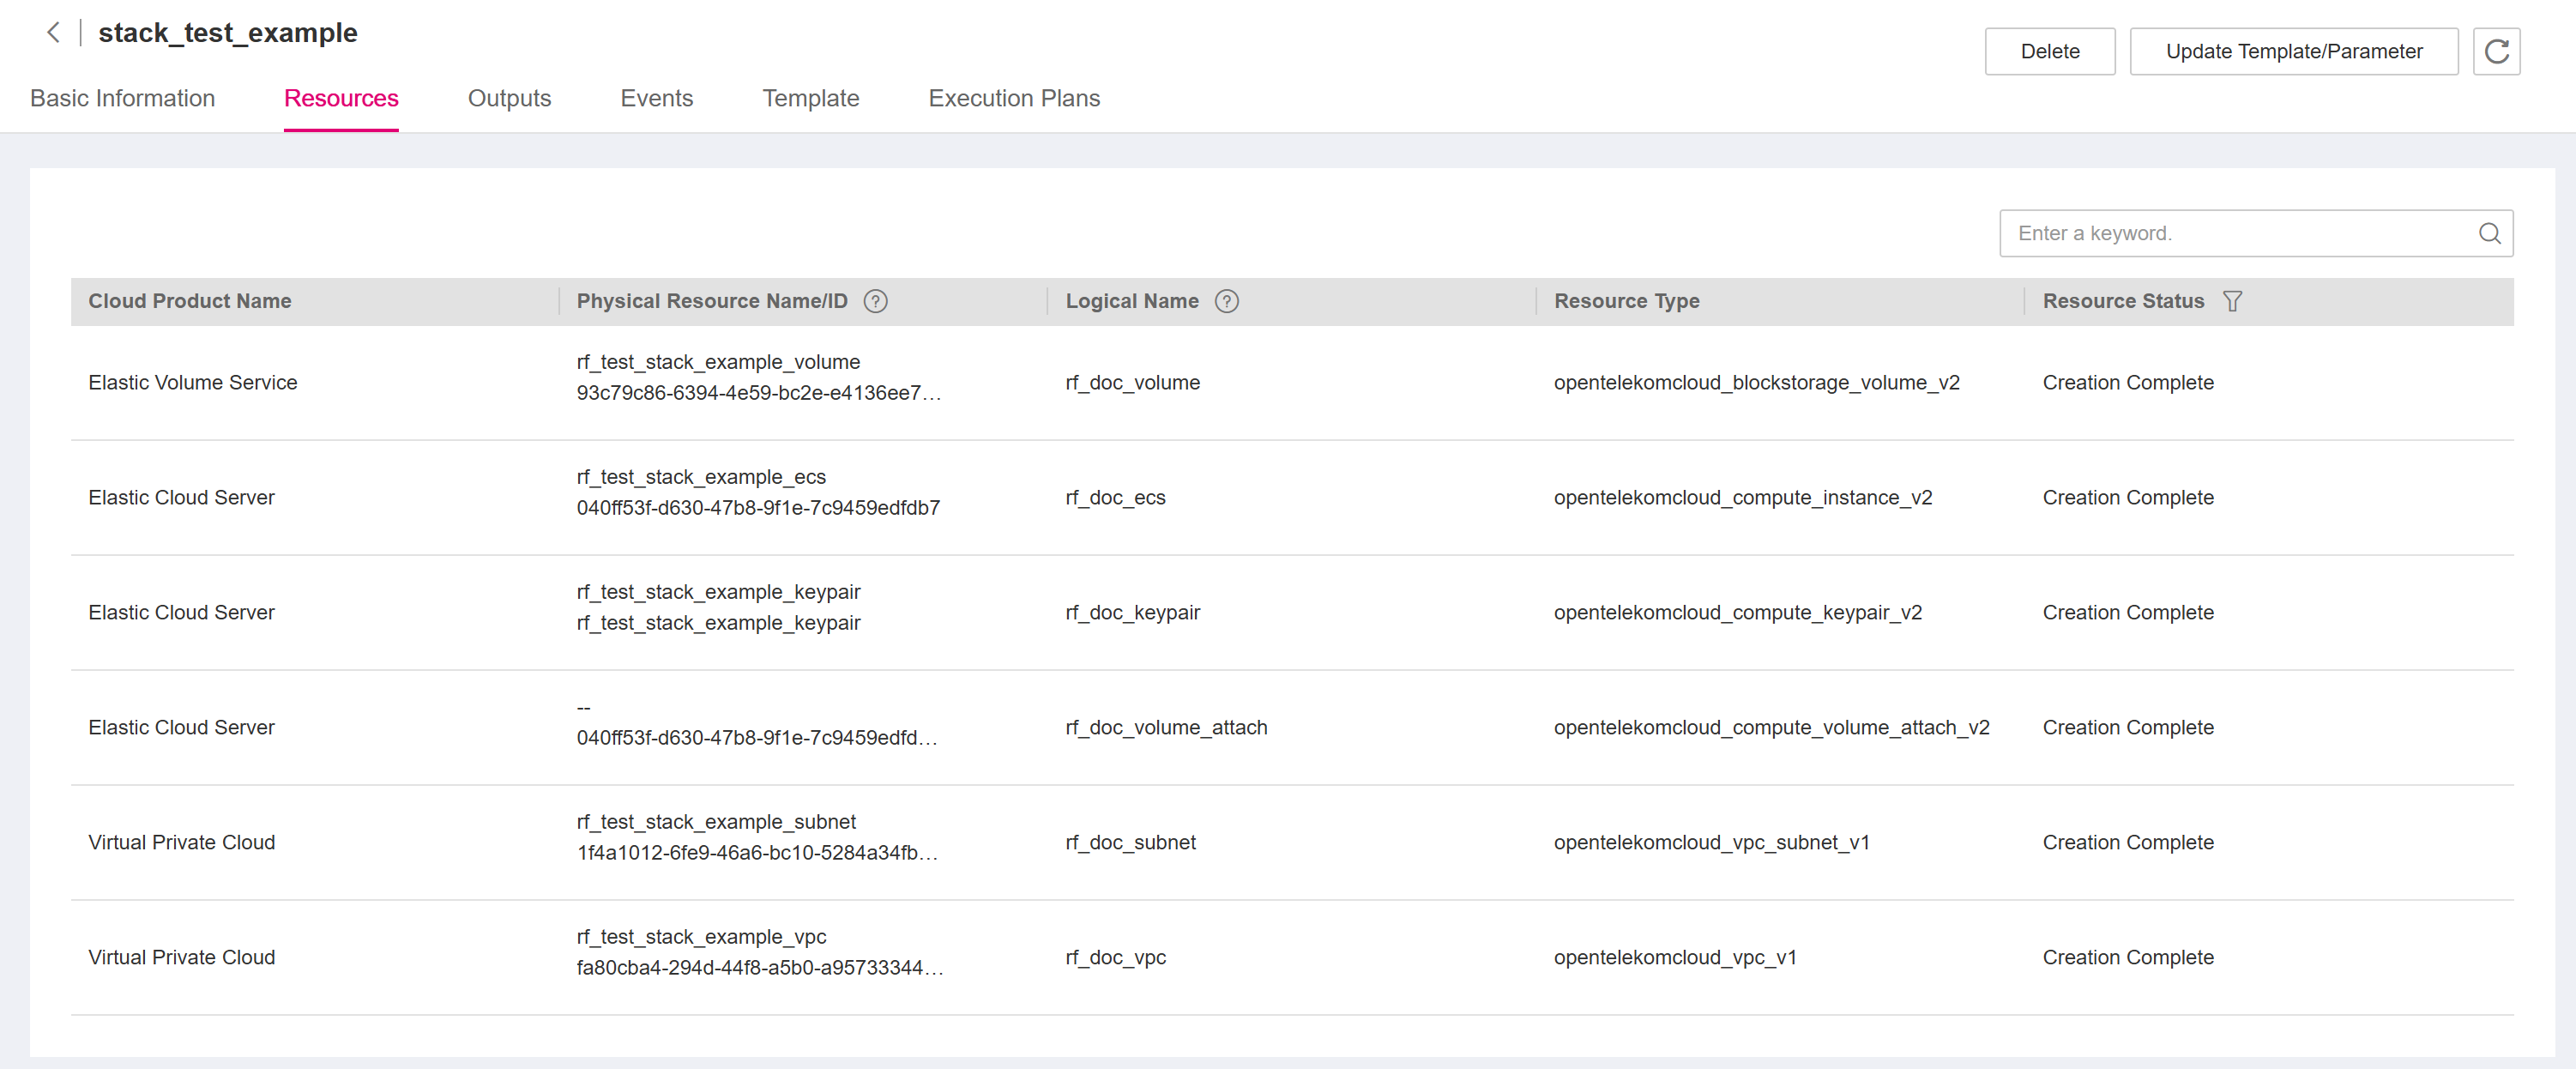 stack_test_example
Delete
Update Template/Parameter
Basic Information
Resources
Outputs
Events
Template
Execution Plans
Enter a keyword.
Cloud Product Name
Physical Resource Name/ID
Logical Name
Resource Type
Resource Status
Elastic Volume Service
rf_test_stack_example_volume
93c79c86-6394-4e59-bc2e-e4136ee7...
rf_doc_volume
opentelekomcloud_blockstorage_volume_v2
Creation Complete
Elastic Cloud Server
rf_test_stack_example_ecs
040ff53f-d630-47b8-9f1e-7c9459edfdb7
rf_doc_ecs
opentelekomcloud_compute_instance_v2
Creation Complete
Elastic Cloud Server
rf_test_stack_example_keypair
rf_test_stack_example_keypair
rf_doc_keypair
opentelekomcloud_compute_keypair_v2
Creation Complete
Elastic Cloud Server
--
040ff53f-d630-47b8-9f1e-7c9459edfd...
rf_doc_volume_attach
opentelekomcloud_compute_volume_attach_v2
Creation Complete
Virtual Private Cloud
rf_test_stack_example_subnet
1f4a1012-6fe9-46a6-bc10-5284a34fb...
rf_doc_subnet
opentelekomcloud_vpc_subnet_v1
Creation Complete
Virtual Private Cloud
rf_test_stack_example_vpc
fa80cba4-294d-44f8-a5b0-a95733344...
rf_doc_vpc
opentelekomcloud_vpc_v1
Creation Complete